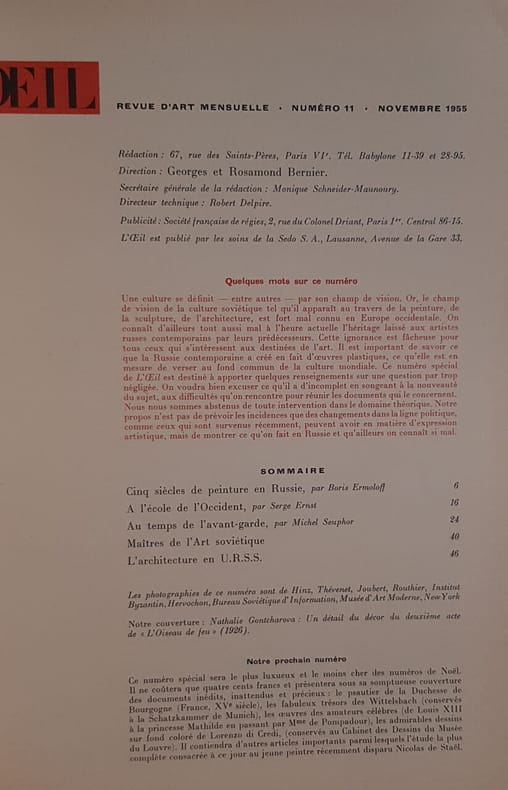 ŒIL
REVUE D'ART MENSUELLE • NUMÉRO 11 • NOVEMBRE 1955
Rédaction : 67, rue des Saints-Pères, Paris VIe. Tél. Babylone 11-39 et 28-95.
Direction : Georges et Rosamond Bernier.
Secrétaire générale de la rédaction : Monique Schneider-Maunoury.
Directeur technique : Robert Delpire.
Publicité : Société française de régies, 2, rue du Colonel Driant, Paris Ier. Central 86-15.
L'Œil est publié par les soins de la Sedo S. A., Lausanne, Avenue de la Gare 33.
Quelques mots sur ce numéro
Une culture se définit — entre autres — par son champ de vision. Or, le champ
de vision de la culture soviétique tel qu'il apparaît au travers de la peinture, de
la sculpture, de l'architecture, est fort mal connu en Europe occidentale. On
connaît d'ailleurs tout aussi mal à l'heure actuelle l'héritage laissé aux artistes
russes contemporains par leurs prédécesseurs. Cette ignorance est fâcheuse pour
tous ceux qui s'intéressent aux destinées de l'art. Il est important de savoir ce
que la Russie contemporaine a créé en fait d'œuvres plastiques, ce qu'elle est en
mesure de verser au fond commun de la culture mondiale. Ce numéro spécial
de L'Œil est destiné à apporter quelques renseignements sur une question par trop
négligée. On voudra bien excuser ce qu'il a d'incomplet en songeant à la nouveauté
du sujet, aux difficultés qu'on rencontre pour réunir les documents qui le concernent.
Nous nous sommes abstenus de toute intervention dans le domaine théorique. Notre
propos n'est pas de prévoir les incidences que des changements dans la ligne politique,
comme ceux qui sont survenus récemment, peuvent avoir en matière d'expression
artistique, mais de montrer ce qu'on fait en Russie et qu'ailleurs on connaît si mal.
SOMMAIRE
Cinq siècles de peinture en Russie, par Boris Ermoloff 6
A l'école de l'Occident, par Serge Ernst 16
Au temps de l'avant-garde, par Michel Seuphor 24
Maîtres de l'Art soviétique 40
L'architecture en U.R.S.S. 46
Les photographies de ce numéro sont de Hinz, Thévenet, Joubert, Routhier, Institut
Byzantin, Hervochon, Bureau Soviétique d'Information, Musée d'Art Moderne, New York
Notre couverture : Nathalie Gontcharova : Un détail du décor du deuxième acte
de « L'Oiseau de feu » (1926).
Notre prochain numéro
Ce numéro spécial sera le plus luxueux et le moins cher des numéros de Noël.
Il ne coûtera que quatre cents francs et présentera sous sa somptueuse couverture
des documents inédits, inattendus et précieux : le psautier de la Duchesse de
Bourgogne (France, XVe siècle), les fabuleux trésors des Wittelsbach (conservés
à la Schatzkammer de Munich), les œuvres des amateurs célèbres (de Louis XIII
à la princesse Mathilde en passant par Mme de Pompadour), les admirables dessins
sur fond coloré de Lorenzo di Credi, (conservés au Cabinet des Dessins du Musée
du Louvre). Il contiendra d'autres articles importants parmi lesquels l'étude la plus
complète consacrée à ce jour au jeune peintre récemment disparu Nicolas de Staël.